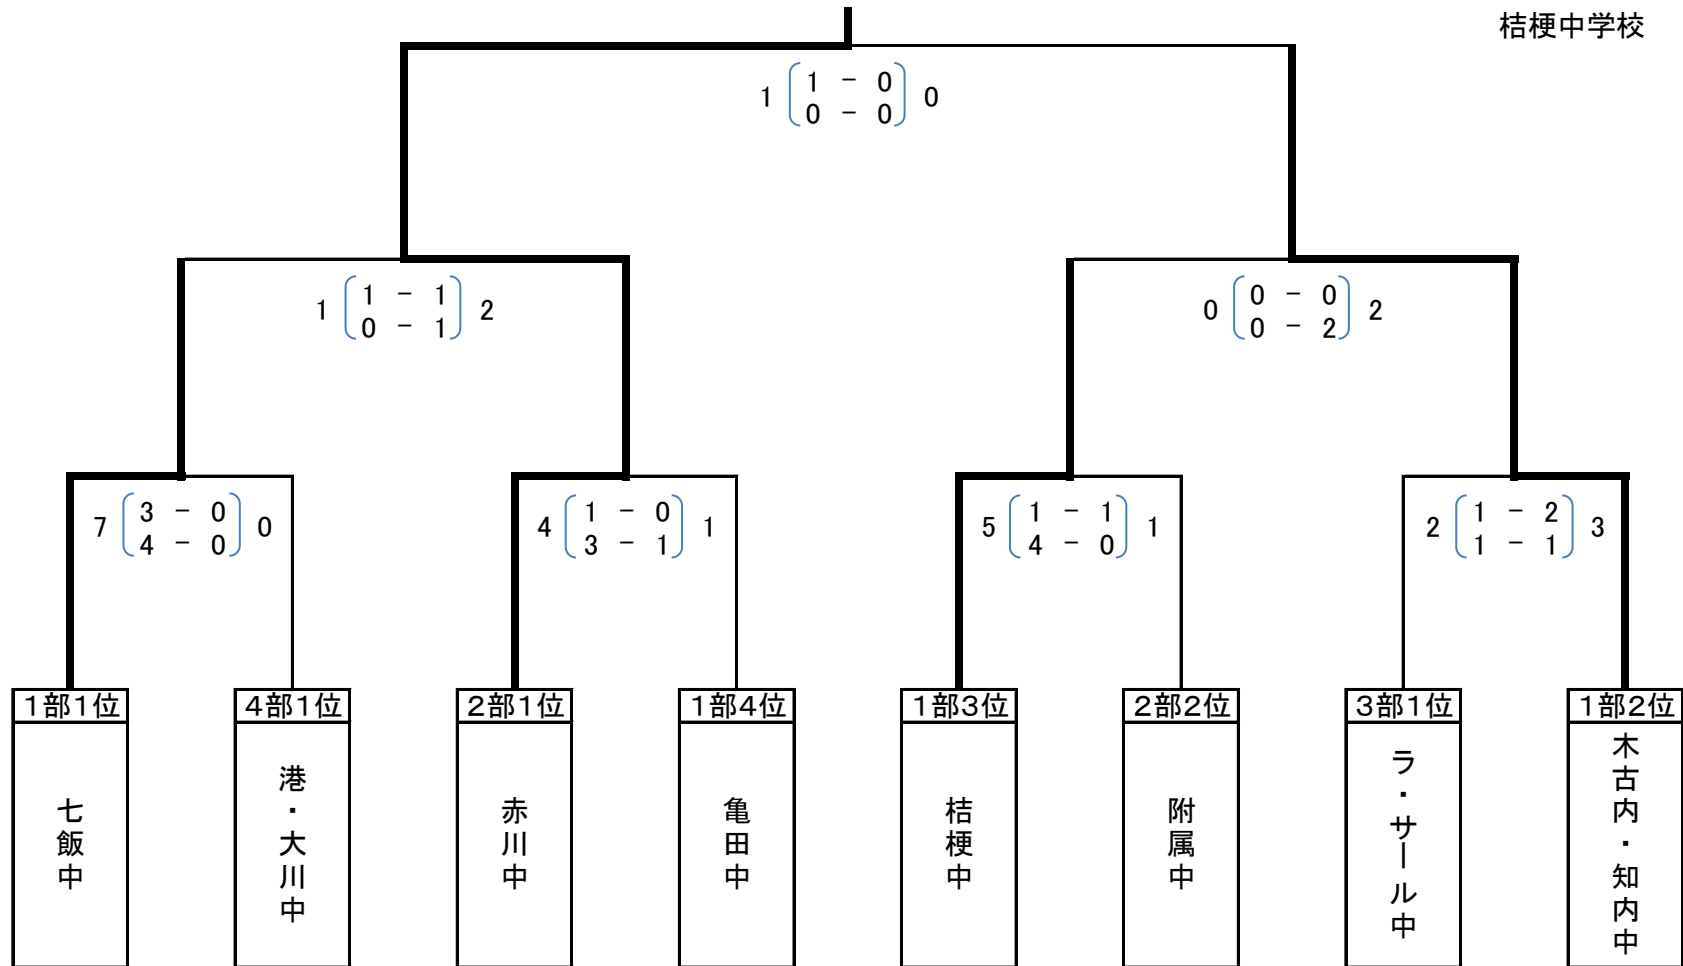 桔梗中学校
1 1 - 0 0
0 - 0
1 1 - 1 2
0 - 1
0 0 - 0 2
0 - 2
7 3 - 0 0
4 - 0
4 1 - 0 1
3 - 1
5 1 - 1 1
4 - 0
2 1 - 2 3
1 - 1
1部1位
4部1位
2部1位
1部4位
1部3位
2部2位
3部1位
1部2位
七飯中
港・大川中
赤川中
亀田中
桔梗中
附属中
ラ・サール中
木古内・知内中